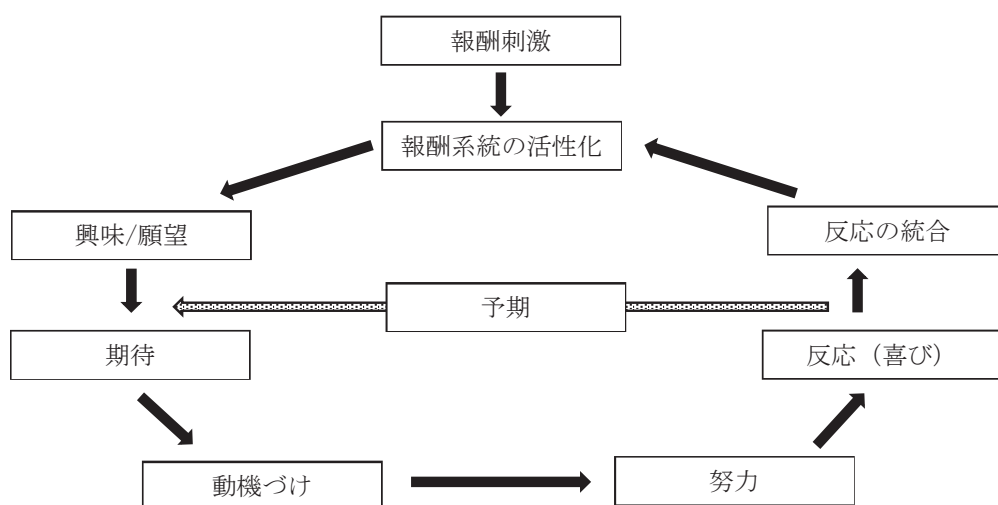 報酬刺激
報酬系統の活性化
興味/願望
反応の統合
予期
期待
反応（喜び）
動機づけ
努力